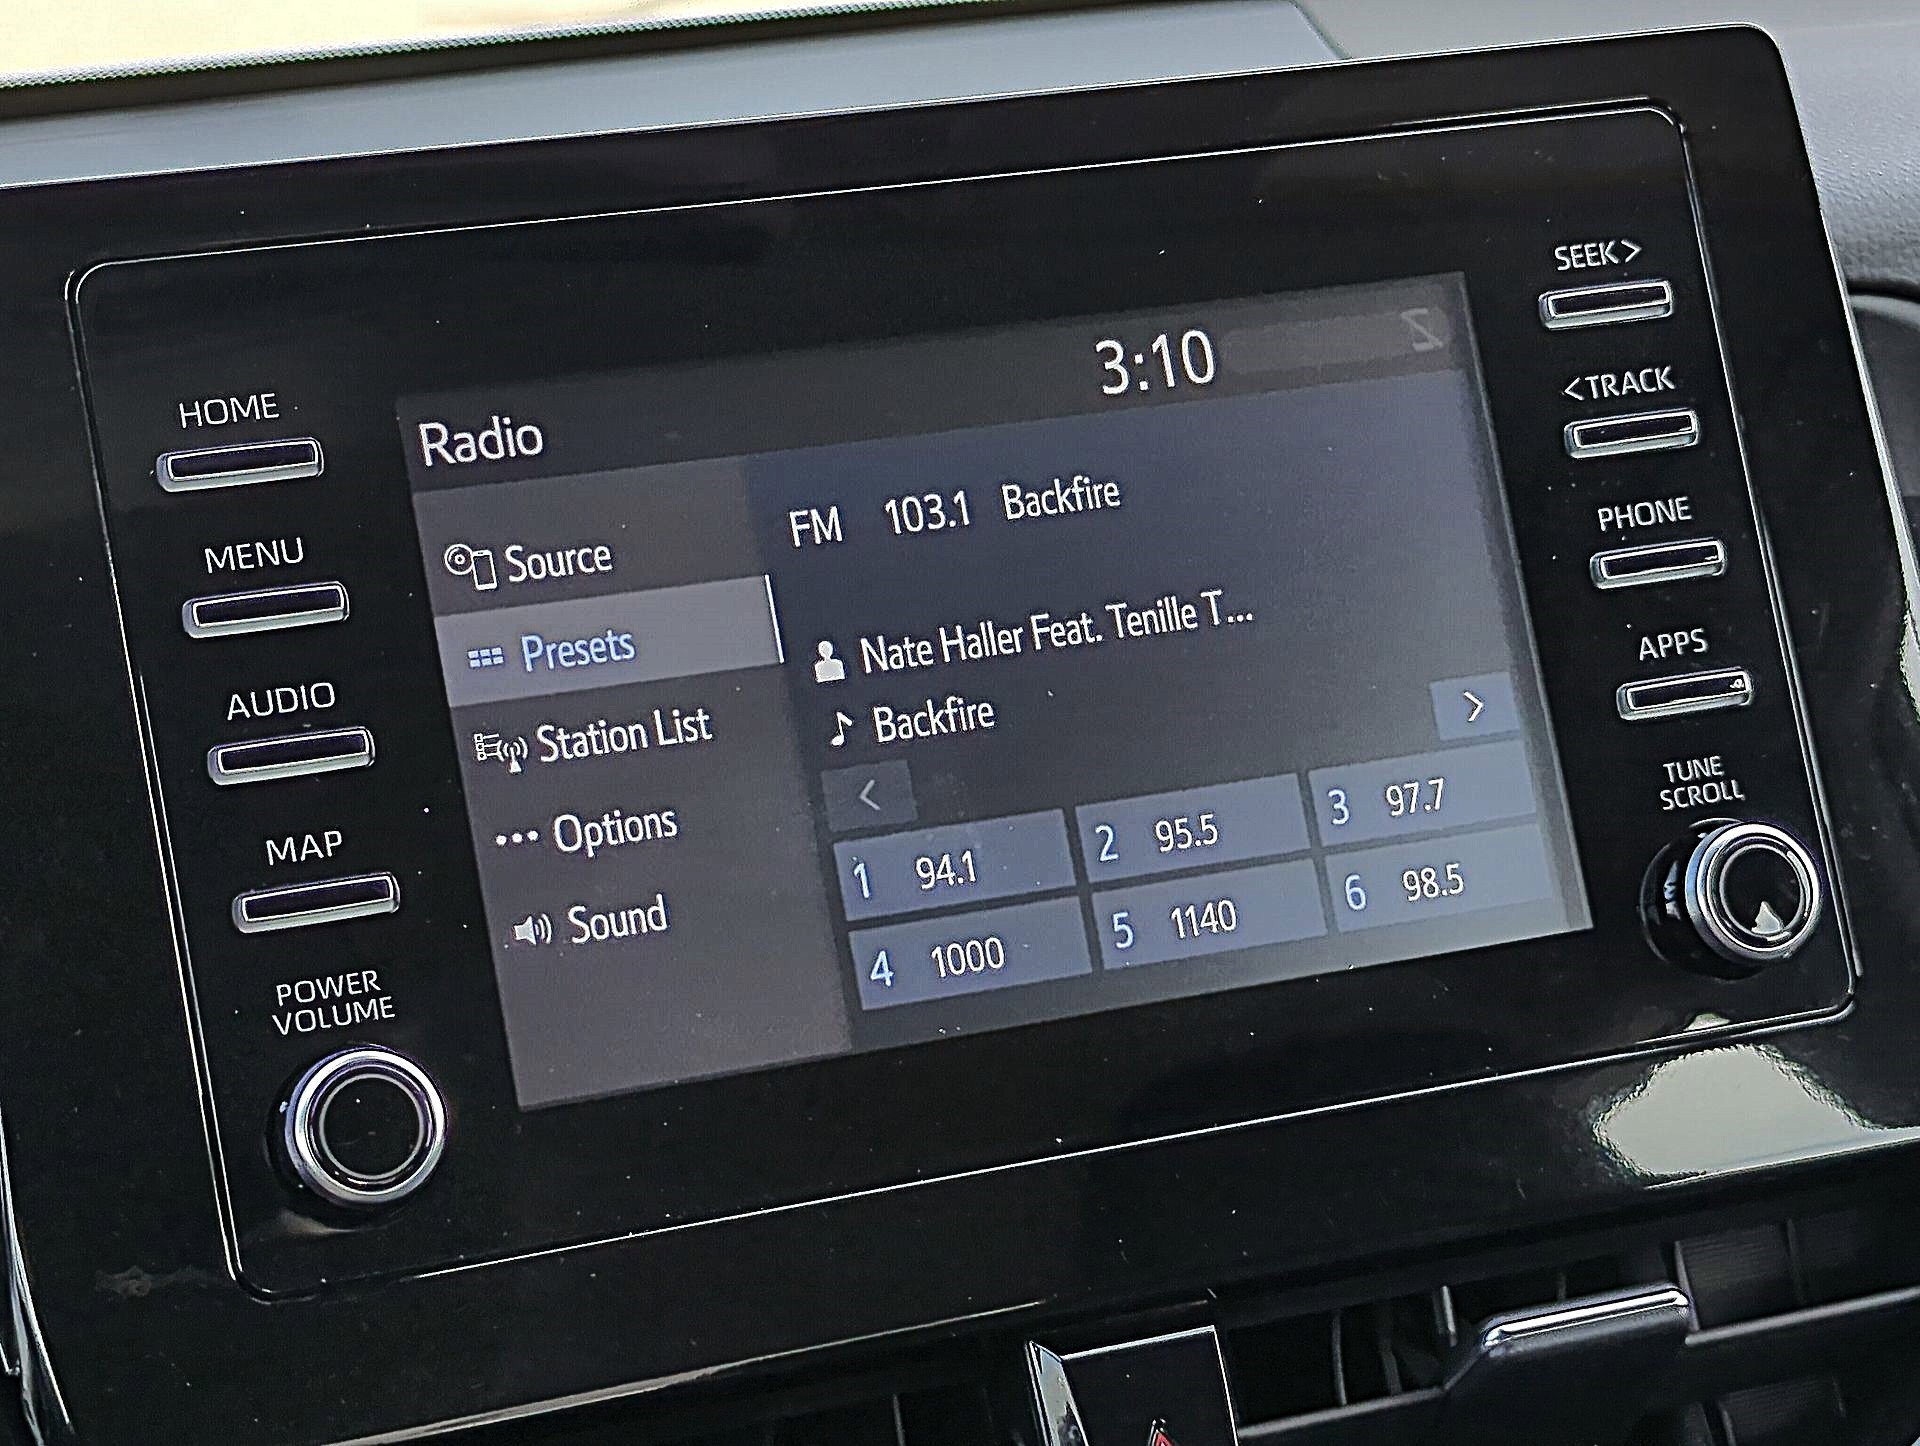 SEEK>
<TRACK
PHONE
APPS
TUNE
SCROLL
HOME
MENU
AUDIO
MAP
POWER
VOLUME
3:10
Radio
Source
Presets
Station List
Options
Sound
FM 103.1 Backfire
Nate Haller Feat. Tenille T...
Backfire
<
>
1 94.1
2 95.5
3 97.7
4 1000
5 1140
6 98.5